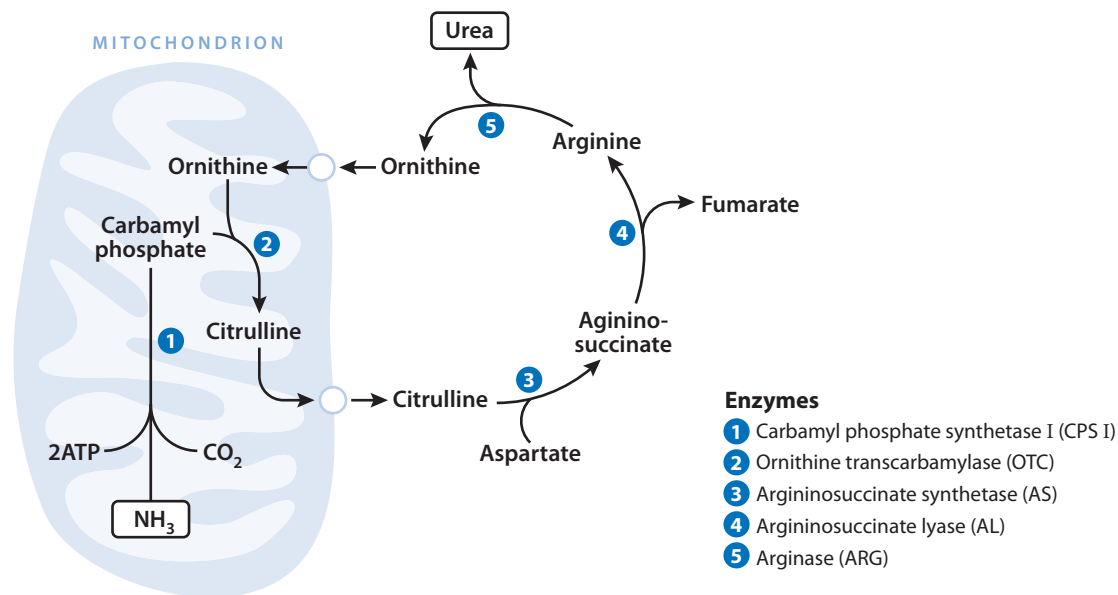 Urea
MITOCHONDRION
5
Arginine
Ornithine
Ornithine
Fumarate
Carbamyl
phosphate
2
4
Citrulline
1
Aginino-
succinate
3
Citrulline
Aspartate
2ATP
CO2
NH3
Enzymes
1 Carbamyl phosphate synthetase I (CPS I)
2 Ornithine transcarbamylase (OTC)
3 Argininosuccinate synthetase (AS)
4 Argininosuccinate lyase (AL)
5 Arginase (ARG)